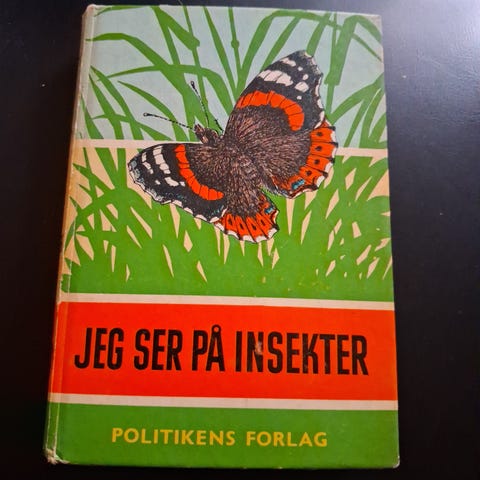 JEG SER PÅ INSEKTER
POLITIKENS FORLAG